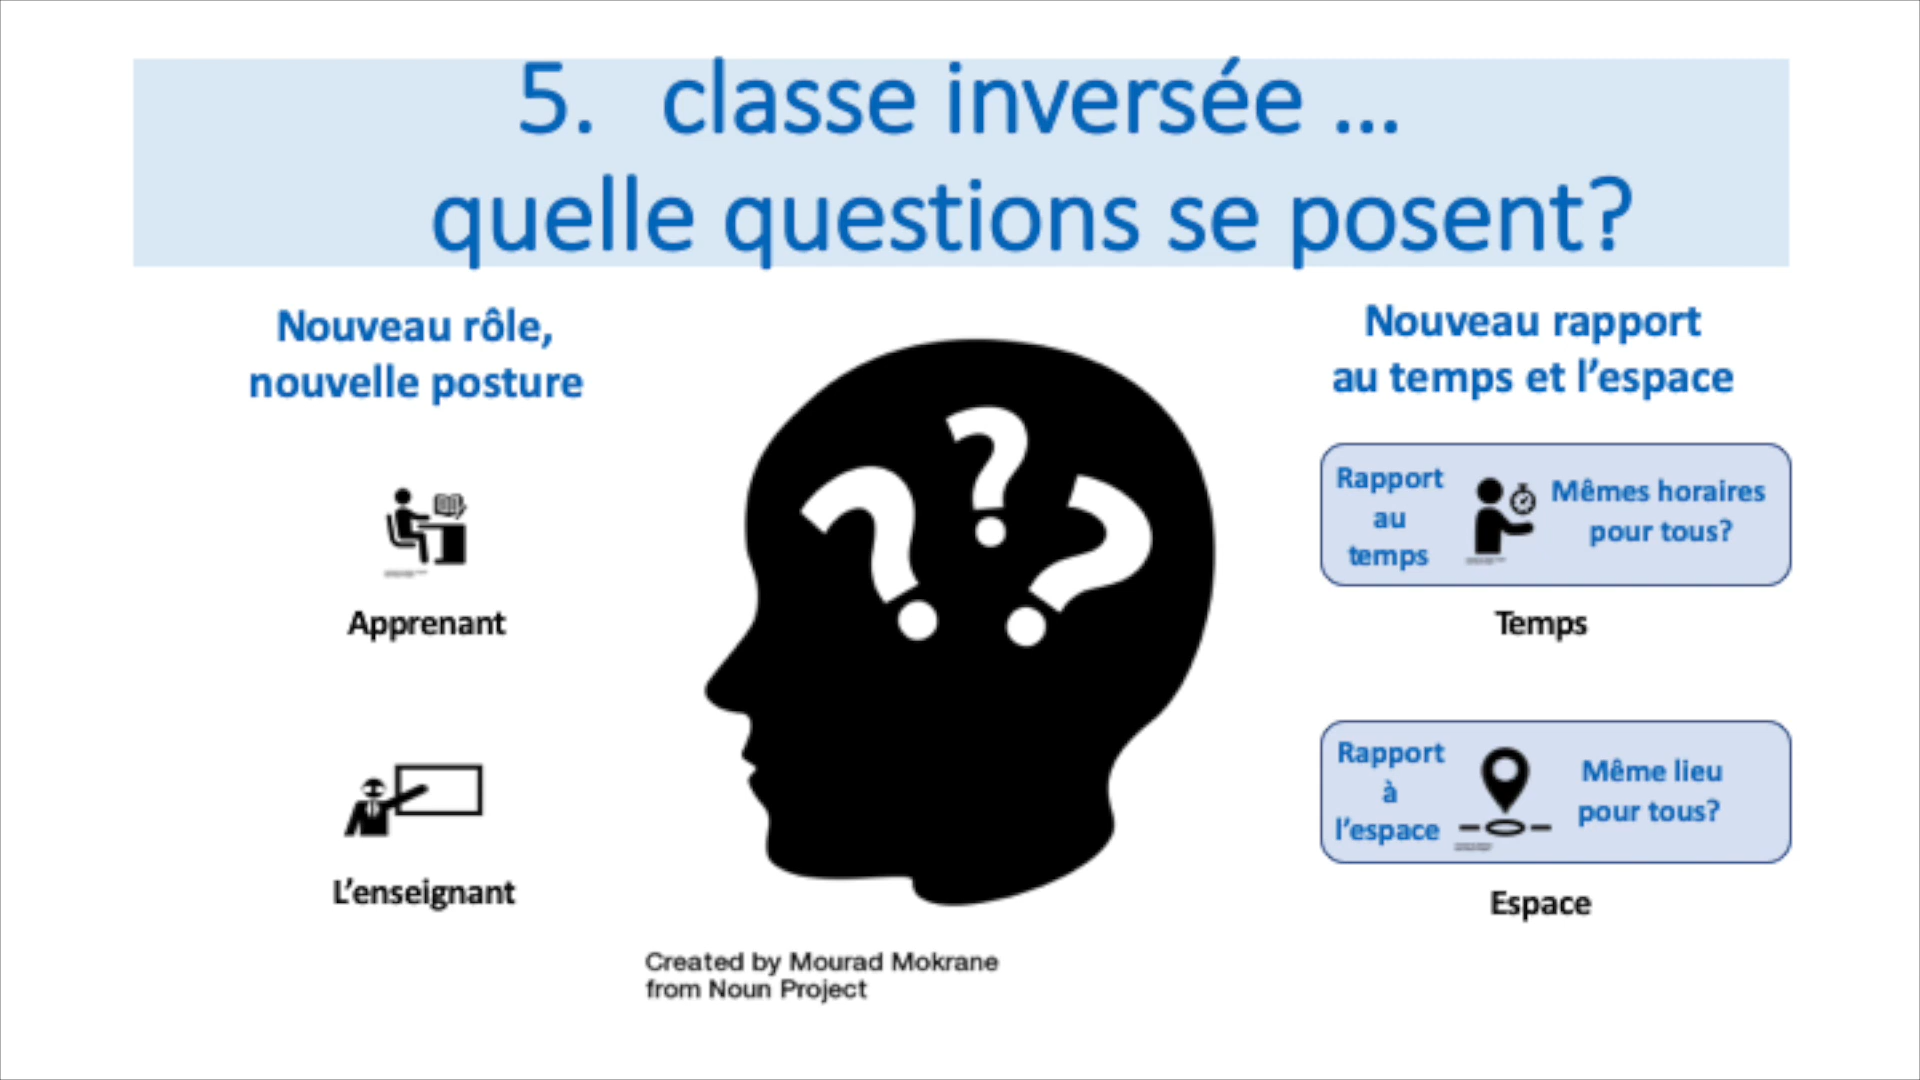 5. classe inversée ...
quelle questions se posent?
Nouveau rôle,
nouvelle posture
Apprenant
L'enseignant
Created by Mourad Mokrane
from Noun Project
Nouveau rapport
au temps et l'espace
Rapport
au
temps
Mêmes horaires
pour tous?
Temps
Rapport
à
l'espace
Même lieu
pour tous?
Espace